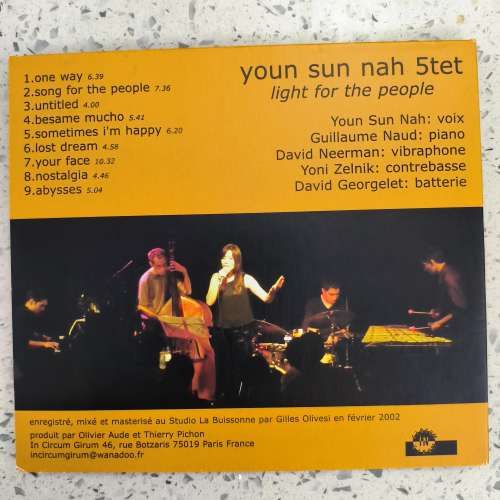 1.one way 6.39
2.song for the people 7.36
3.untitled 4.00
4.besame mucho 5.41
5.sometimes i'm happy 6.20
6.lost dream 4.58
7.your face 10.32
8.nostalgia 4.46
9.abysses 5.04
youn sun nah 5tet
light for the people
Youn Sun Nah: voix
Guillaume Naud: piano
David Neerman: vibraphone
Yoni Zelnik: contrebasse
David Georgelet: batterie
enregistré, mixé et masterisé au Studio La Buissonne par Gilles Olivesi en février 2002
produit par Olivier Aude et Thierry Pichon
In Circum Girum 46, rue Botzaris 75019 Paris France
incircumgirum@wanadoo.fr